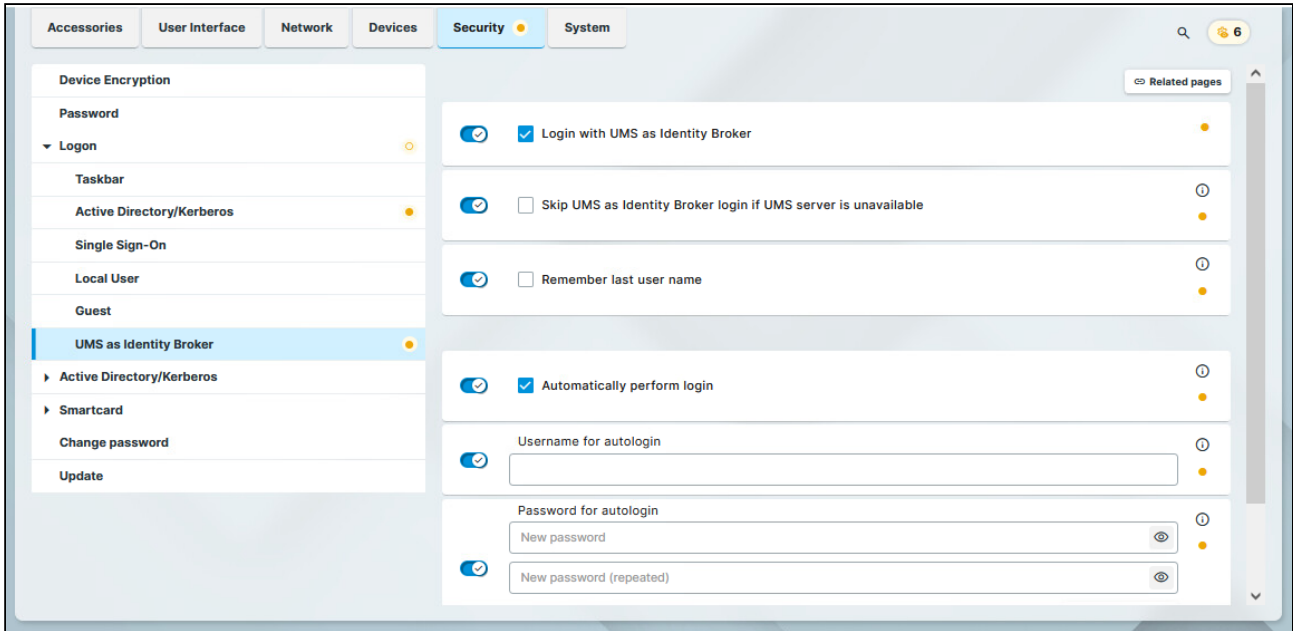 Accessories
User Interface
Network
Devices
Security
System
6
Device Encryption
Password
Logon
Taskbar
Active Directory/Kerberos
Single Sign-On
Local User
Guest
UMS as Identity Broker
Active Directory/Kerberos
Smartcard
Change password
Update
Related pages
Login with UMS as Identity Broker
Skip UMS as Identity Broker login if UMS server is unavailable
Remember last user name
Automatically perform login
Username for autologin
Password for autologin
New password
New password (repeated)